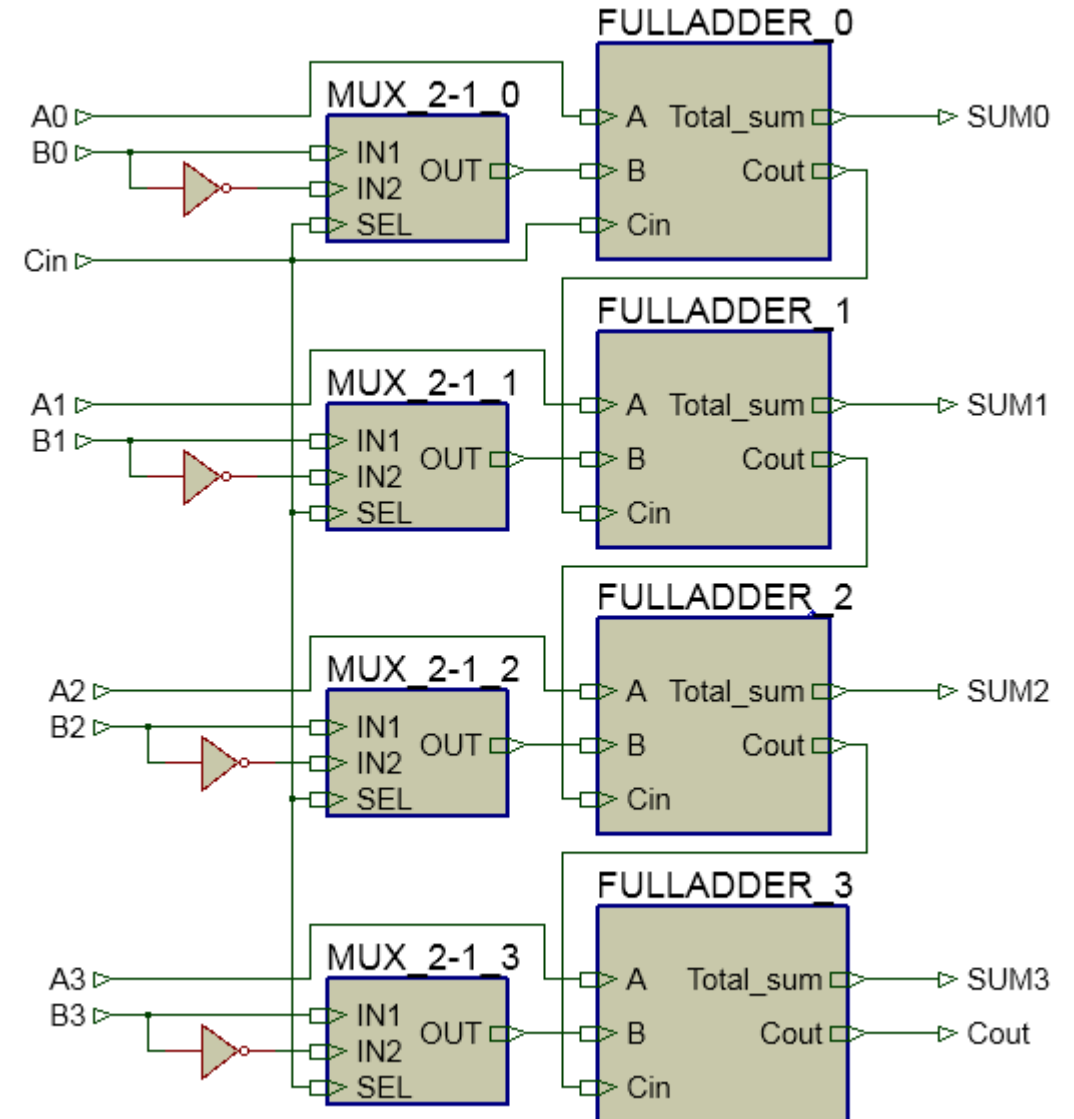 FULLADDER_0
MUX_2-1_0
A0
A Total_sum
SUM0
B0
IN1
OUT
B Cout
IN2
SEL
Cin
Cin
FULLADDER_1
MUX_2-1_1
A1
A Total_sum
SUM1
B1
IN1
OUT
B Cout
IN2
SEL
Cin
FULLADDER_2
MUX_2-1_2
A2
A Total_sum
SUM2
B2
IN1
OUT
B Cout
IN2
SEL
Cin
FULLADDER_3
MUX_2-1_3
A3
A Total_sum
SUM3
B3
IN1
OUT
B Cout
Cout
IN2
SEL
Cin